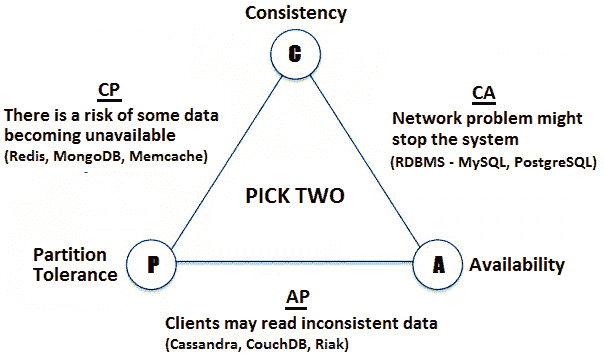 Consistency
C
CP
There is a risk of some data
becoming unavailable
(Redis, MongoDB, Memcache)
CA
Network problem might
stop the system
(RDBMS - MySQL, PostgreSQL)
PICK TWO
Partition
Tolerance
P
A
Availability
AP
Clients may read inconsistent data
(Cassandra, CouchDB, Riak)